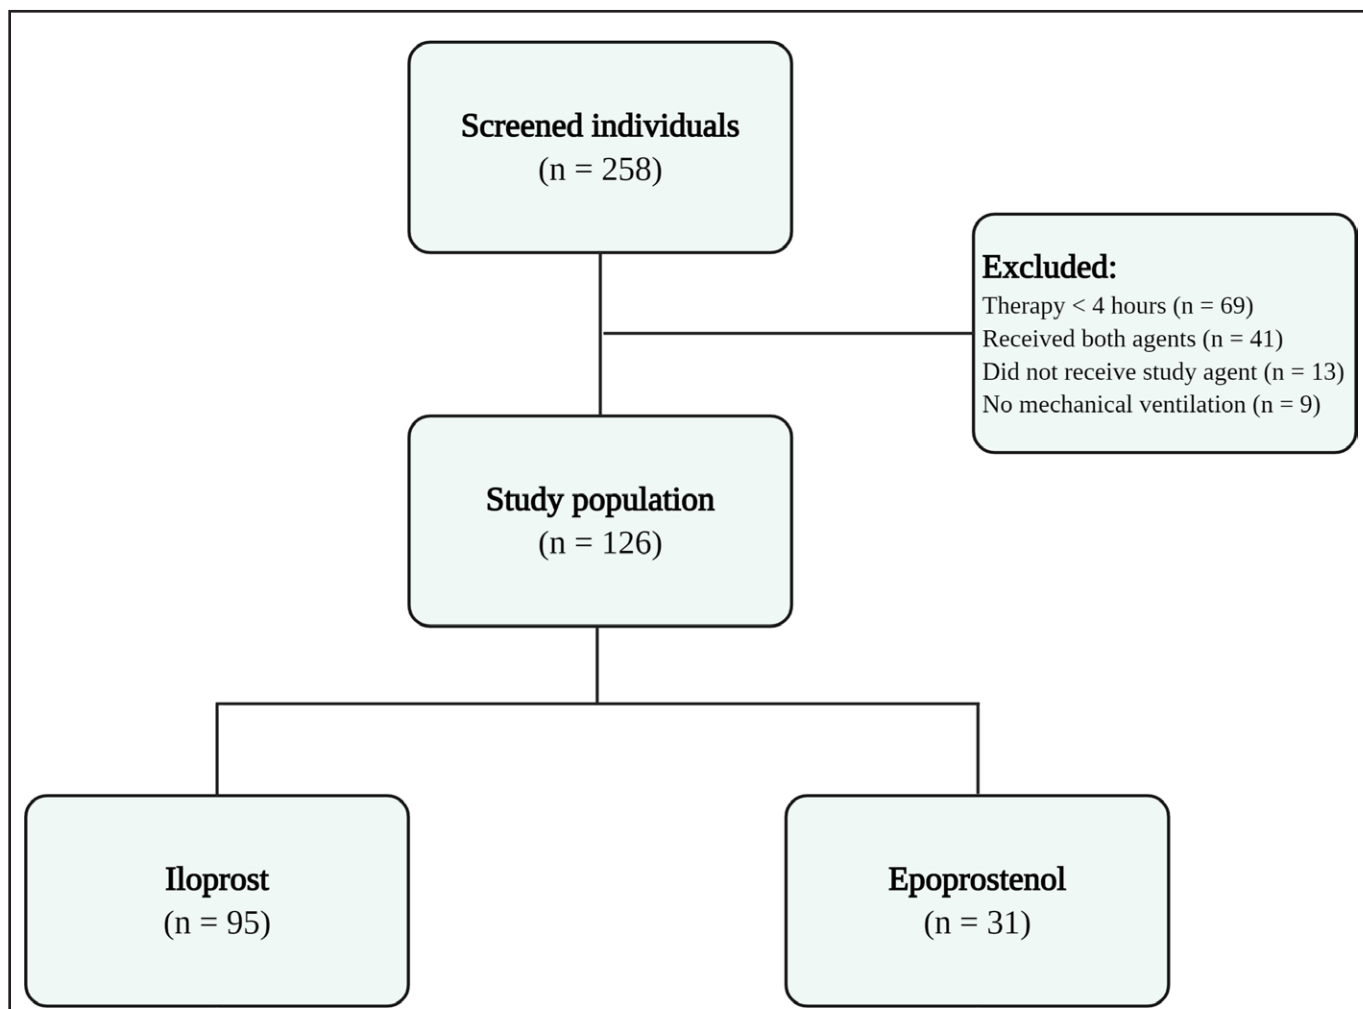 Screened individuals
(n = 258)
Excluded:
Therapy < 4 hours (n = 69)
Received both agents (n = 41)
Did not receive study agent (n = 13)
No mechanical ventilation (n = 9)
Study population
(n = 126)
Iloprost
(n = 95)
Epoprostenol
(n = 31)